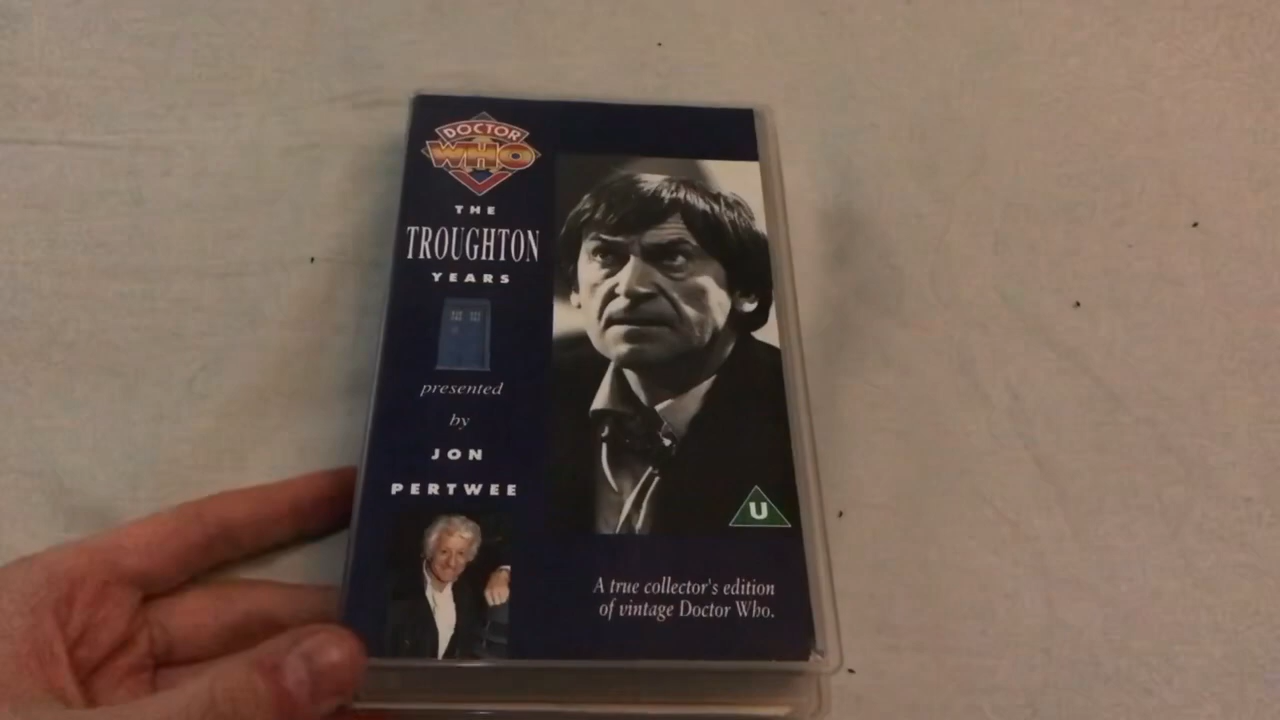 DOCTOR
WHO
THE
TROUGHTON
YEARS
presented
by
JON
PERTWEE
U
A true collector's edition
of vintage Doctor Who.